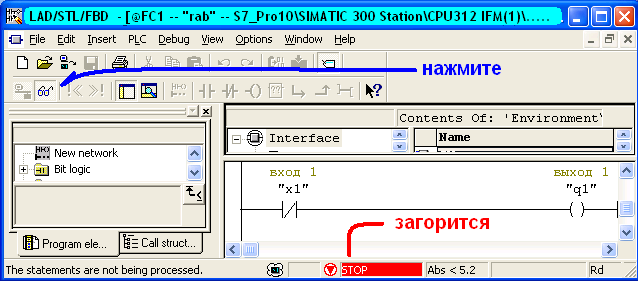 LAD/STL/FBD - [@FC1 -- "rab" -- S7_Pro10\SIMATIC 300 Station\CPU312 IFM(1)\.....
File Edit Insert PLC Debug View Options Window Help
нажмите
Contents Of: 'Environment\
Interface
Name
New network
Bit logic
вход 1
выход 1
"x1"
"q1"
загорится
Program ele... Call struct...
The statements are not being processed.
STOP
Abs < 5.2
Rd